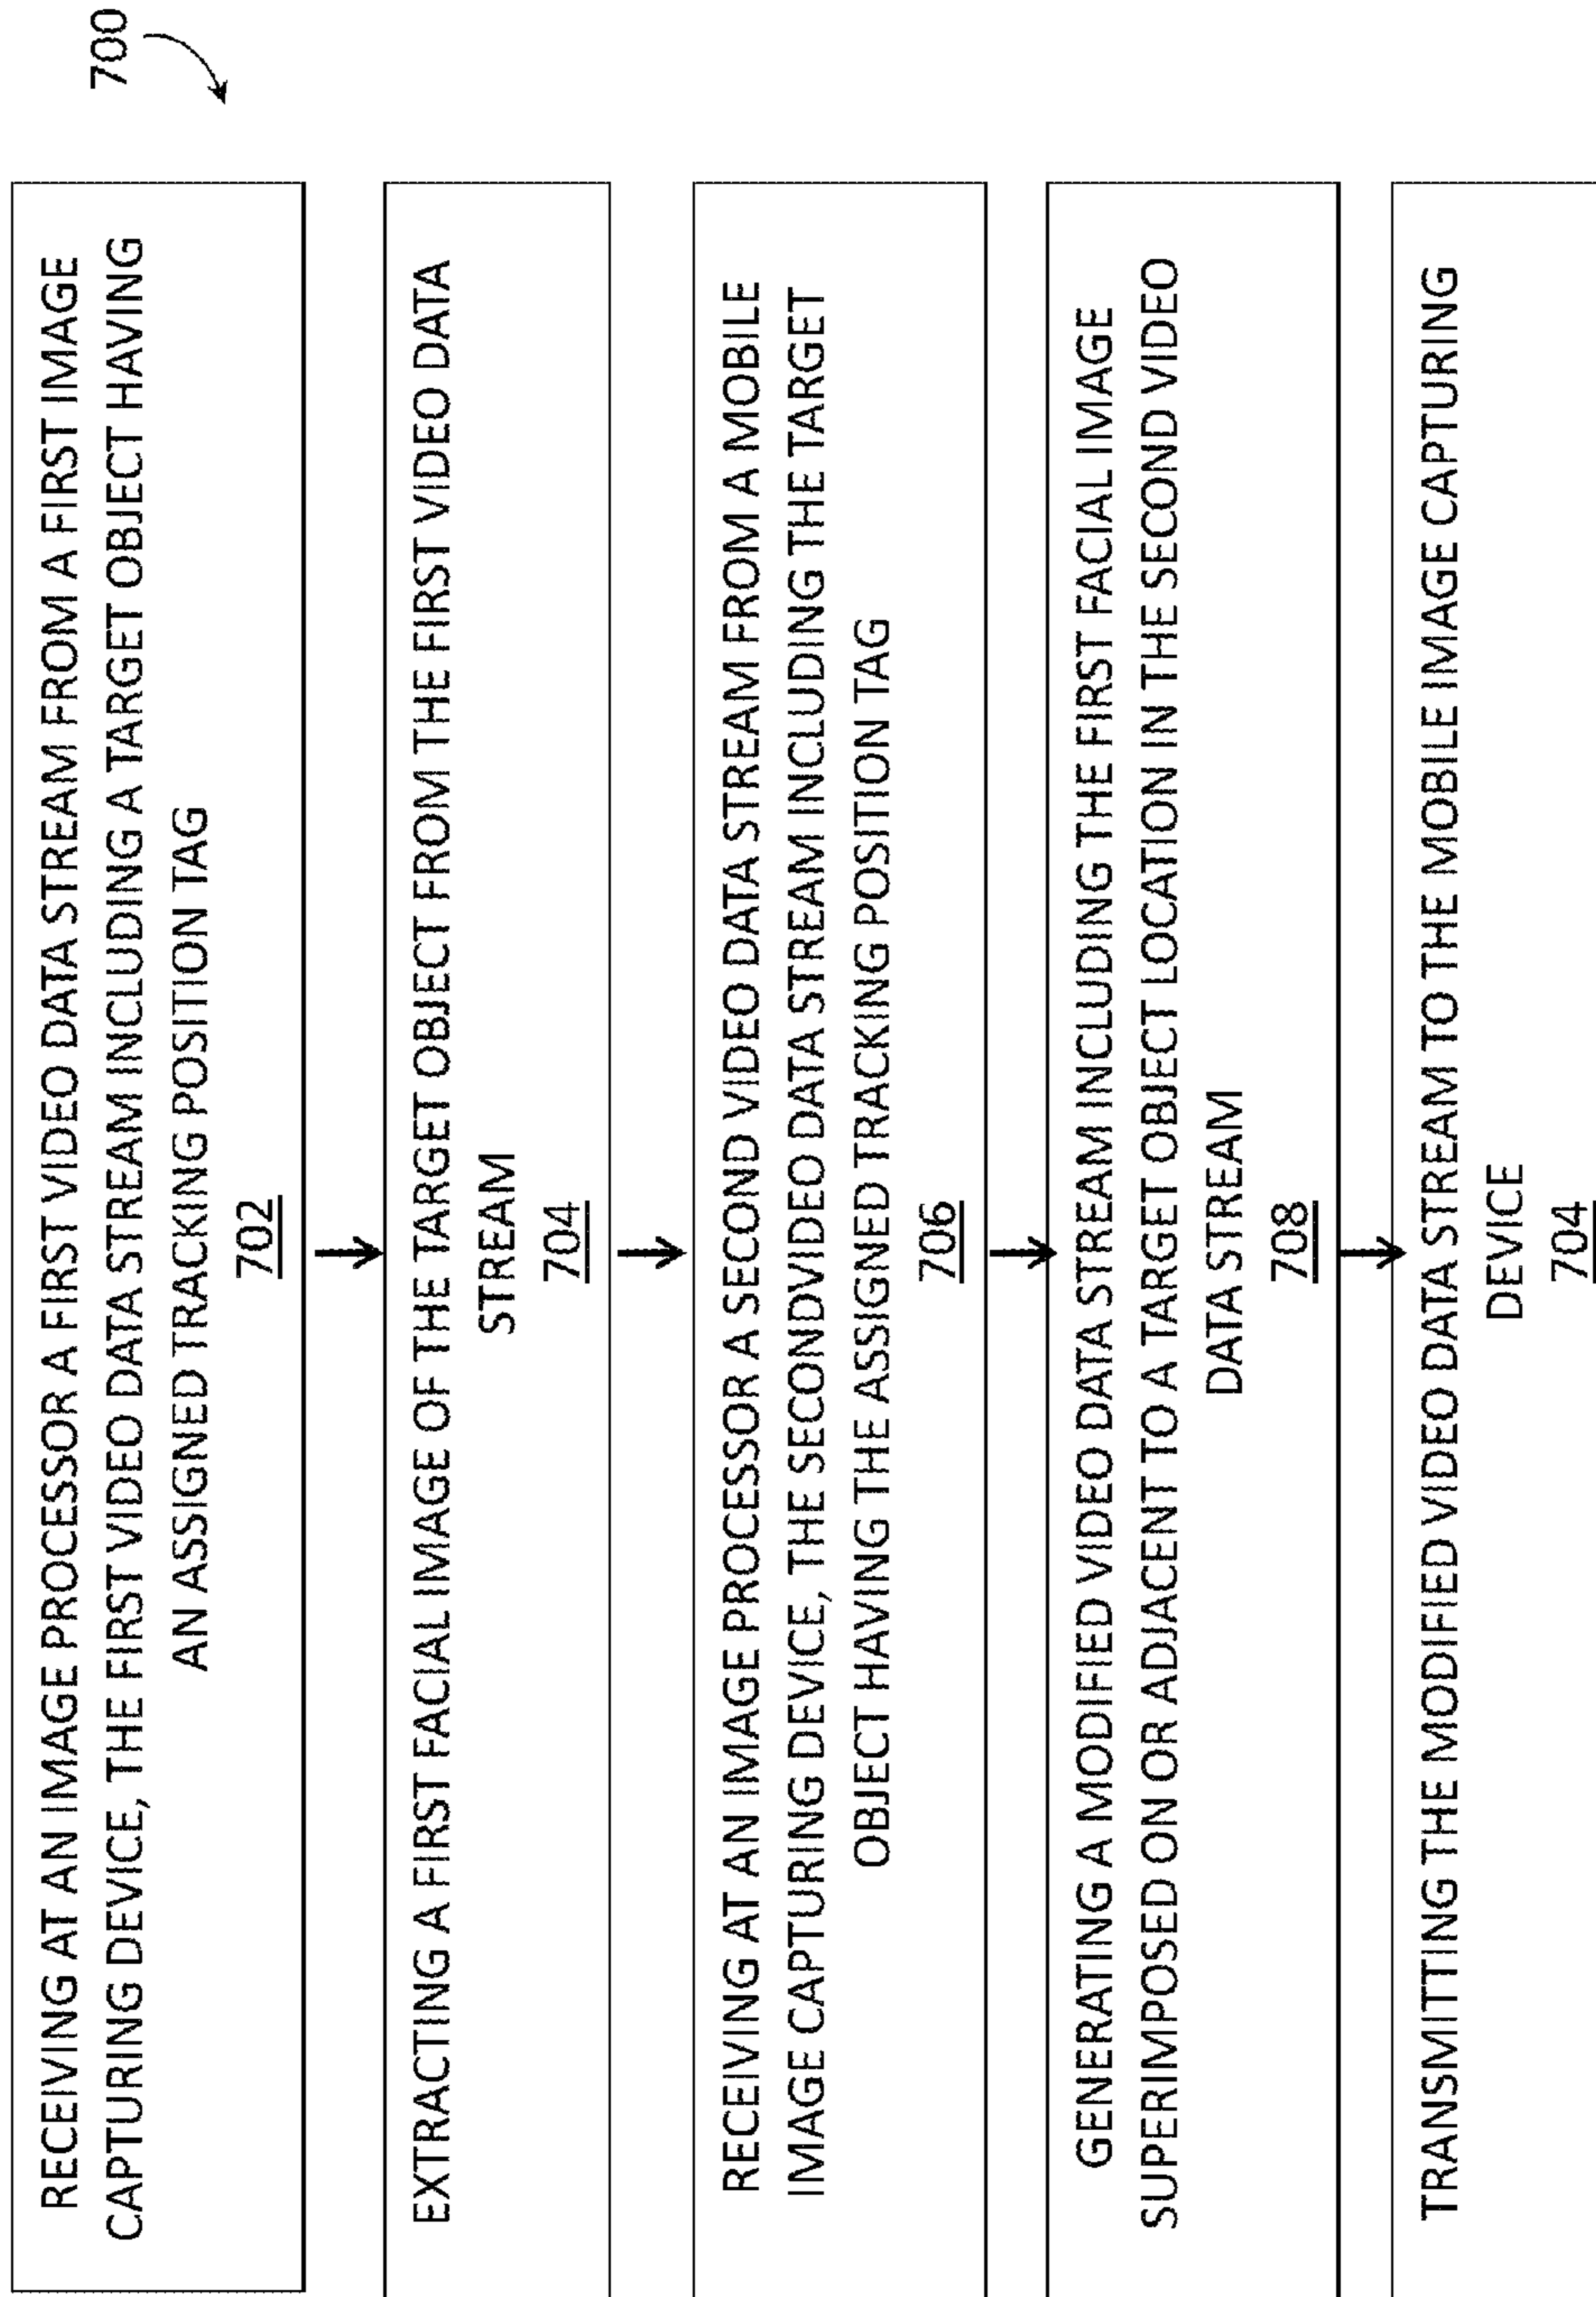 700
RECEIVING AT AN IMAGE PROCESSOR A FIRST VIDEO DATA STREAM FROM A FIRST IMAGE
CAPTURING DEVICE, THE FIRST VIDEO DATA STREAM INCLUDING A TARGET OBJECT HAVING
AN ASSIGNED TRACKING POSITION TAG
702
EXTRACTING A FIRST FACIAL IMAGE OF THE TARGET OBJECT FROM THE FIRST VIDEO DATA
STREAM
704
RECEIVING AT AN IMAGE PROCESSOR A SECOND VIDEO DATA STREAM FROM A MOBILE
IMAGE CAPTURING DEVICE, THE SECONDVIDEO DATA STREAM INCLUDING THE TARGET
OBJECT HAVING THE ASSIGNED TRACKING POSITION TAG
706
GENERATING A MODIFIED VIDEO DATA STREAM INCLUDING THE FIRST FACIAL IMAGE
SUPERIMPOSED ON OR ADJACENT TO A TARGET OBJECT LOCATION IN THE SECOND VIDEO
DATA STREAM
708
TRANSMITTING THE MODIFIED VIDEO DATA STREAM TO THE MOBILE IMAGE CAPTURING
DEVICE
704